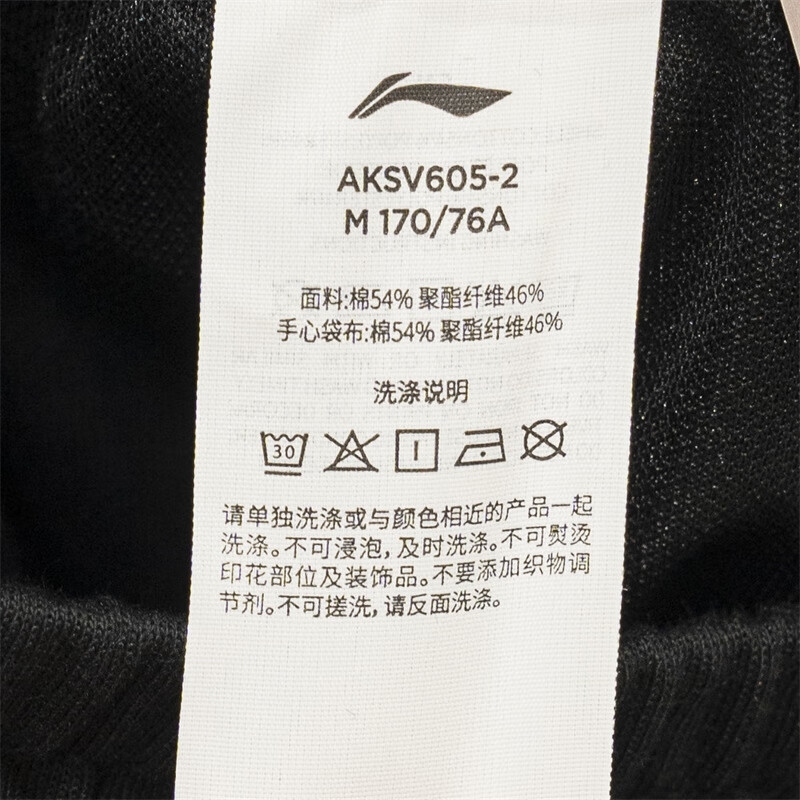 AKSV605-2
M 170/76A
面料:棉54% 聚酯纤维46%
手心袋布:棉54% 聚酯纤维46%
洗涤说明
30
请单独洗涤或与颜色相近的产品一起
洗涤。不可浸泡,及时洗涤。不可熨烫
印花部位及装饰品。不要添加织物调
节剂。不可搓洗,请反面洗涤。